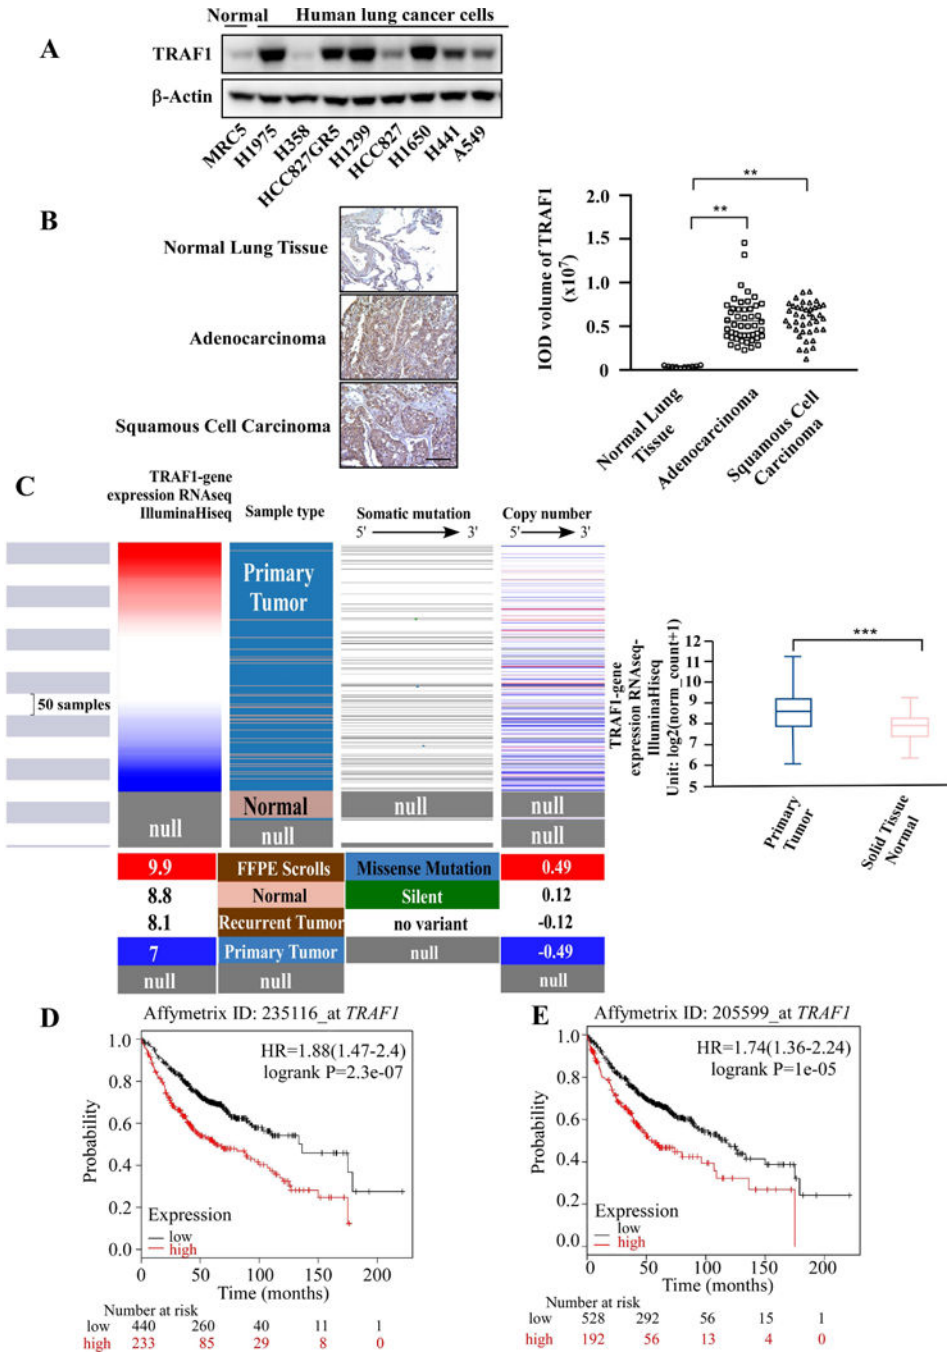 A
Normal Human lung cancer cells
TRAF1
β-Actin
MRC5 H1975 H358 HCC827GR5 H1299 HCC827 H1650 H441 A549
B
Normal Lung Tissue
Adenocarcinoma
Squamous Cell Carcinoma
IOD volume of TRAF1
(x10⁷)
2.0
1.5
1.0
0.5
0
**
**
Normal Lung
Tissue
Adenocarcinoma
Squamous Cell
Carcinoma
C
TRAF1-gene
expression RNAseq
IlluminaHiseq
Sample type
Somatic mutation
5' 3'
Copy number
5' 3'
50 samples
Primary
Tumor
null
Normal
null
null
null
null
9.9 FFPE Scrolls Missense Mutation 0.49
8.8 Normal Silent 0.12
8.1 Recurrent Tumor no variant -0.12
7 Primary Tumor null -0.49
null null null
TRAF1-gene
expression RNAseq-
IlluminaHiseq
Unit: log2(norm_count+1)
12
11
10
9
8
7
6
5
***
Primary
Tumor
Solid Tissue
Normal
D
Affymetrix ID: 235116_at TRAF1
HR=1.88(1.47-2.4)
logrank P=2.3e-07
Probability
1.0
0.8
0.6
0.4
0.2
0.0
Expression
low
high
0 50 100 150 200
Time (months)
Number at risk
low 440 260 40 11 1
high 233 85 29 8 0
E
Affymetrix ID: 205599_at TRAF1
HR=1.74(1.36-2.24)
logrank P=1e-05
Probability
1.0
0.8
0.6
0.4
0.2
0.0
Expression
low
high
0 50 100 150 200
Time (months)
Number at risk
low 528 292 56 15 1
high 192 56 13 4 0